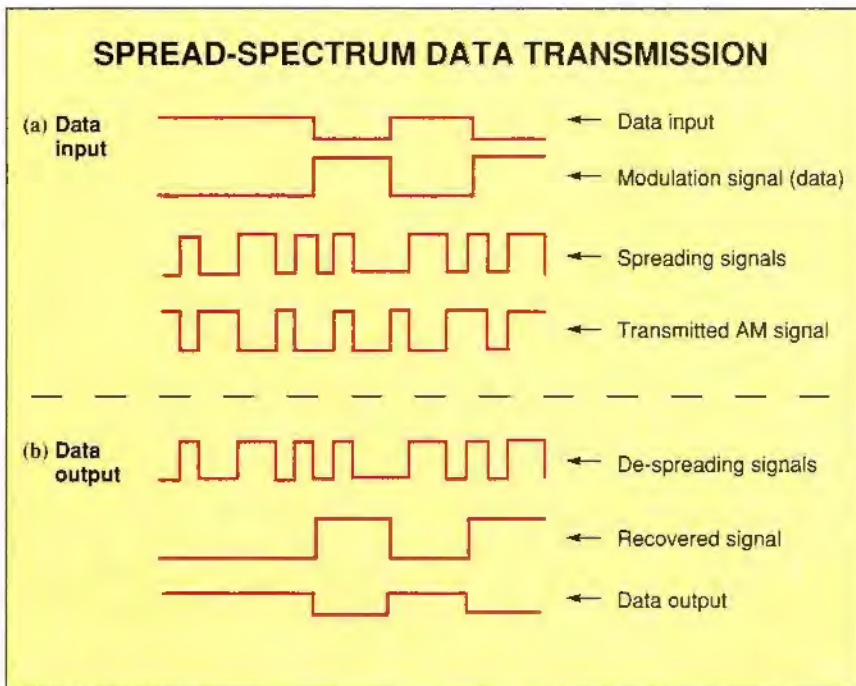 SPREAD-SPECTRUM DATA TRANSMISSION
(a) Data input
Data input
Modulation signal (data)
Spreading signals
Transmitted AM signal
(b) Data output
De-spreading signals
Recovered signal
Data output